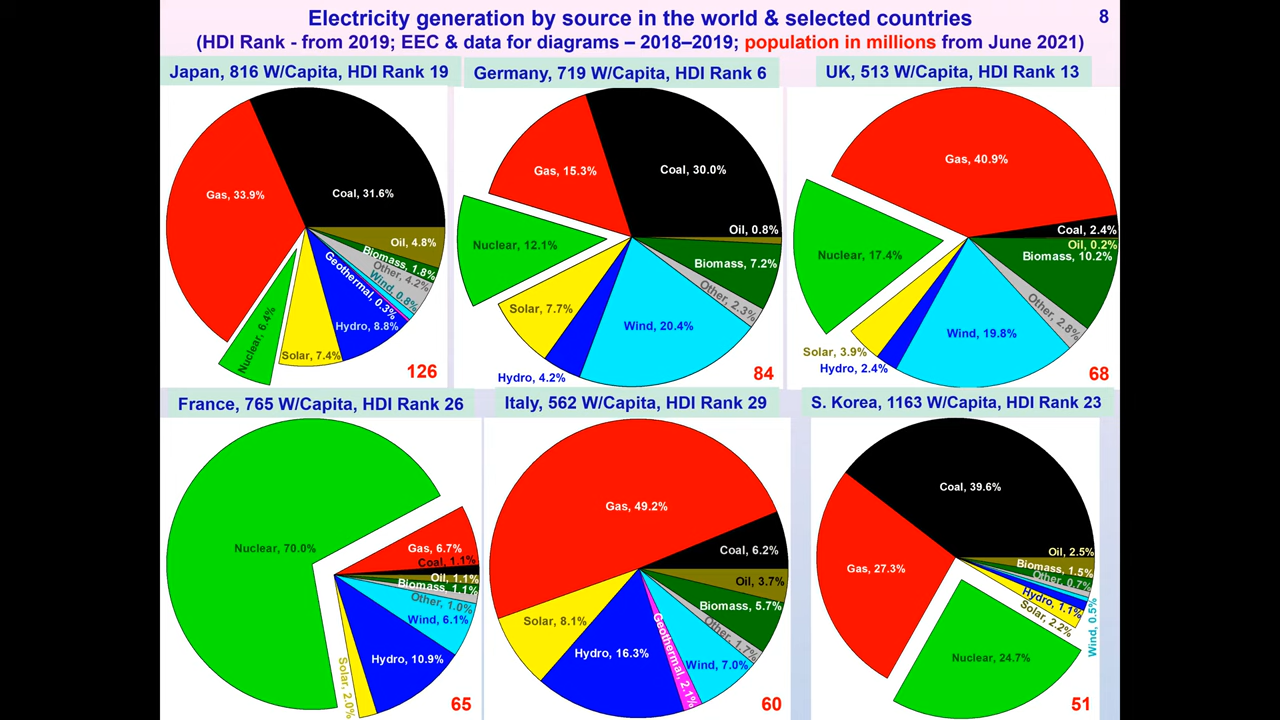 Electricity generation by source in the world & selected countries
8
(HDI Rank - from 2019; EEC & data for diagrams – 2018–2019; population in millions from June 2021)
Japan, 816 W/Capita, HDI Rank 19
Gas, 33.9%
Coal, 31.6%
Oil, 4.8%
Biomass, 1.8%
Other, 4.2%
Wind, 0.8%
Geothermal, 0.3%
Hydro, 8.8%
Solar, 7.4%
Nuclear, 6.4%
126
Germany, 719 W/Capita, HDI Rank 6
Gas, 15.3%
Coal, 30.0%
Oil, 0.8%
Biomass, 7.2%
Other, 2.3%
Wind, 20.4%
Hydro, 4.2%
Solar, 7.7%
Nuclear, 12.1%
84
UK, 513 W/Capita, HDI Rank 13
Gas, 40.9%
Coal, 2.4%
Oil, 0.2%
Biomass, 10.2%
Other, 2.8%
Wind, 19.8%
Hydro, 2.4%
Solar, 3.9%
Nuclear, 17.4%
68
France, 765 W/Capita, HDI Rank 26
Nuclear, 70.0%
Gas, 6.7%
Coal, 1.1%
Oil, 1.1%
Biomass, 1.1%
Other, 1.0%
Wind, 6.1%
Hydro, 10.9%
Solar, 2.0%
65
Italy, 562 W/Capita, HDI Rank 29
Gas, 49.2%
Coal, 6.2%
Oil, 3.7%
Biomass, 5.7%
Other, 1.7%
Wind, 7.0%
Geothermal, 2.1%
Hydro, 16.3%
Solar, 8.1%
60
S. Korea, 1163 W/Capita, HDI Rank 23
Coal, 39.6%
Gas, 27.3%
Oil, 2.5%
Biomass, 1.5%
Other, 0.7%
Wind, 0.5%
Hydro, 1.1%
Solar, 2.2%
Nuclear, 24.7%
51